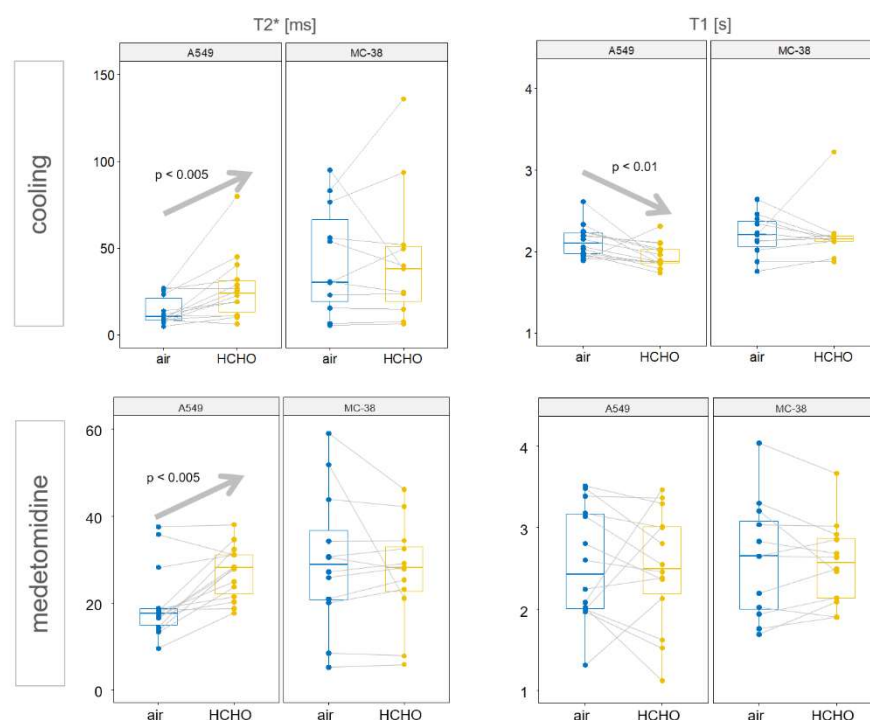 T2* [ms]
T1 [s]
cooling
A549
MC-38
150
100
50
0
p < 0.005
air
HCHO
air
HCHO
A549
MC-38
4
3
2
1
p < 0.01
air
HCHO
air
HCHO
medetomidine
A549
MC-38
60
40
20
0
p < 0.005
air
HCHO
air
HCHO
A549
MC-38
4
3
2
1
air
HCHO
air
HCHO